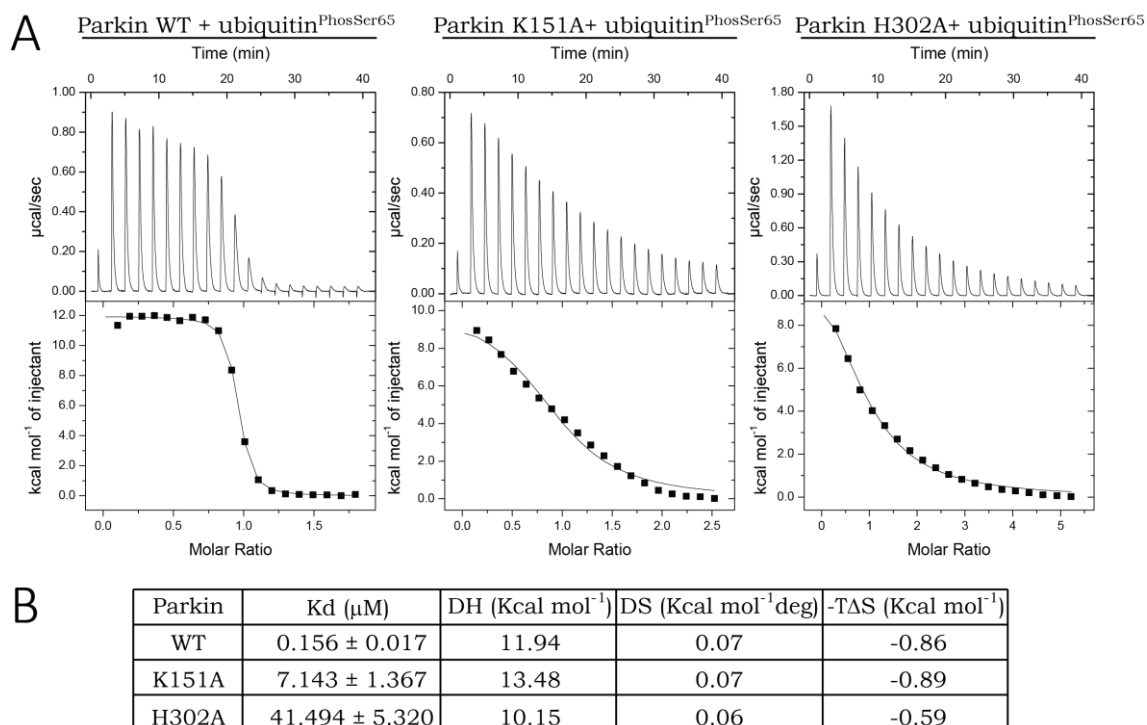 A
Parkin WT + ubiquitin^PhosSer65
Parkin K151A+ ubiquitin^PhosSer65
Parkin H302A+ ubiquitin^PhosSer65
Time (min)
0 10 20 30 40
1.00
0.80
0.60
0.40
0.20
0.00
µcal/sec
12.0
10.0
8.0
6.0
4.0
2.0
0.0
kcal mol⁻¹ of injectant
0.0 0.5 1.0 1.5
Molar Ratio
Time (min)
0 10 20 30 40
0.80
0.60
0.40
0.20
0.00
µcal/sec
10.0
8.0
6.0
4.0
2.0
0.0
kcal mol⁻¹ of injectant
0.0 0.5 1.0 1.5 2.0 2.5
Molar Ratio
Time (min)
0 10 20 30 40
1.80
1.50
1.20
0.90
0.60
0.30
0.00
µcal/sec
8.0
6.0
4.0
2.0
0.0
kcal mol⁻¹ of injectant
0 1 2 3 4 5
Molar Ratio
B
Parkin Kd (µM) DH (Kcal mol⁻¹) DS (Kcal mol⁻¹deg) -TΔS (Kcal mol⁻¹)
WT 0.156 ± 0.017 11.94 0.07 -0.86
K151A 7.143 ± 1.367 13.48 0.07 -0.89
H302A 41.494 ± 5.320 10.15 0.06 -0.59